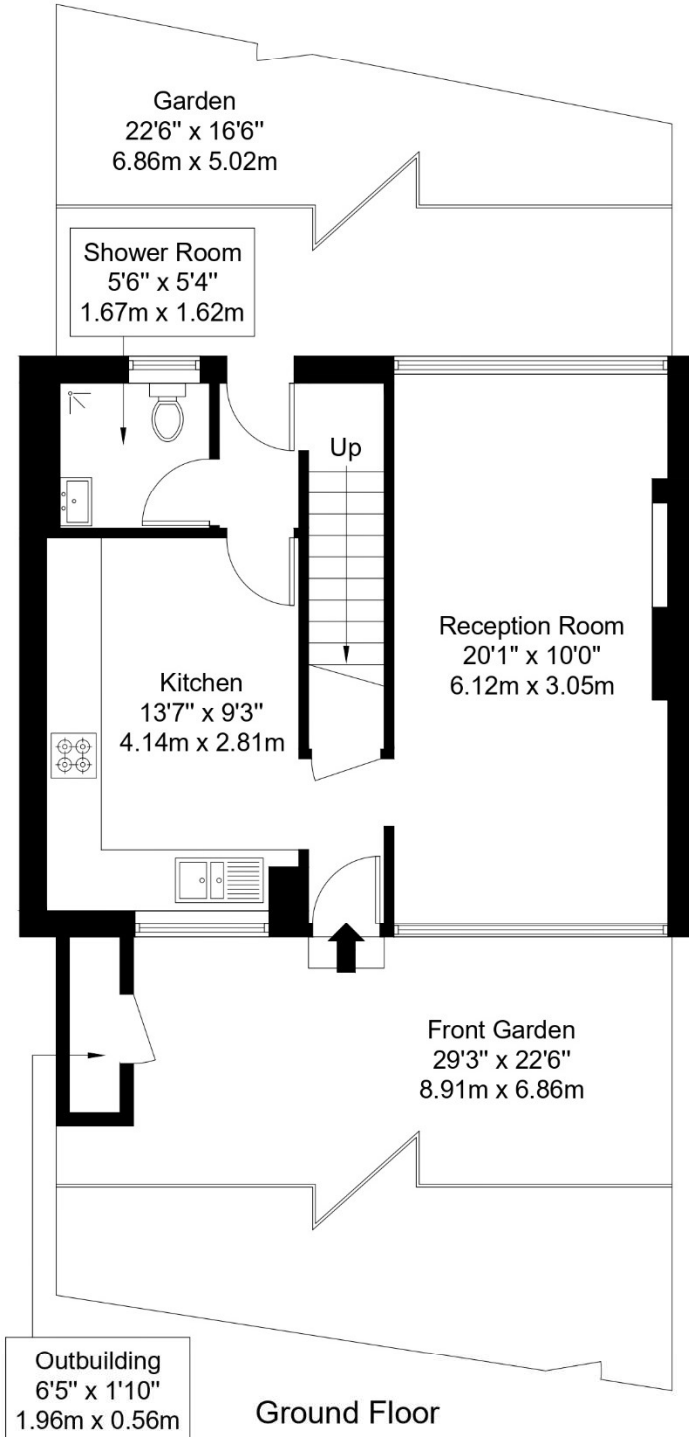 Garden
22'6" x 16'6"
6.86m x 5.02m
Shower Room
5'6" x 5'4"
1.67m x 1.62m
Up
Reception Room
20'1" x 10'0"
6.12m x 3.05m
Kitchen
13'7" x 9'3"
4.14m x 2.81m
Front Garden
29'3" x 22'6"
8.91m x 6.86m
Outbuilding
6'5" x 1'10"
1.96m x 0.56m
Ground Floor